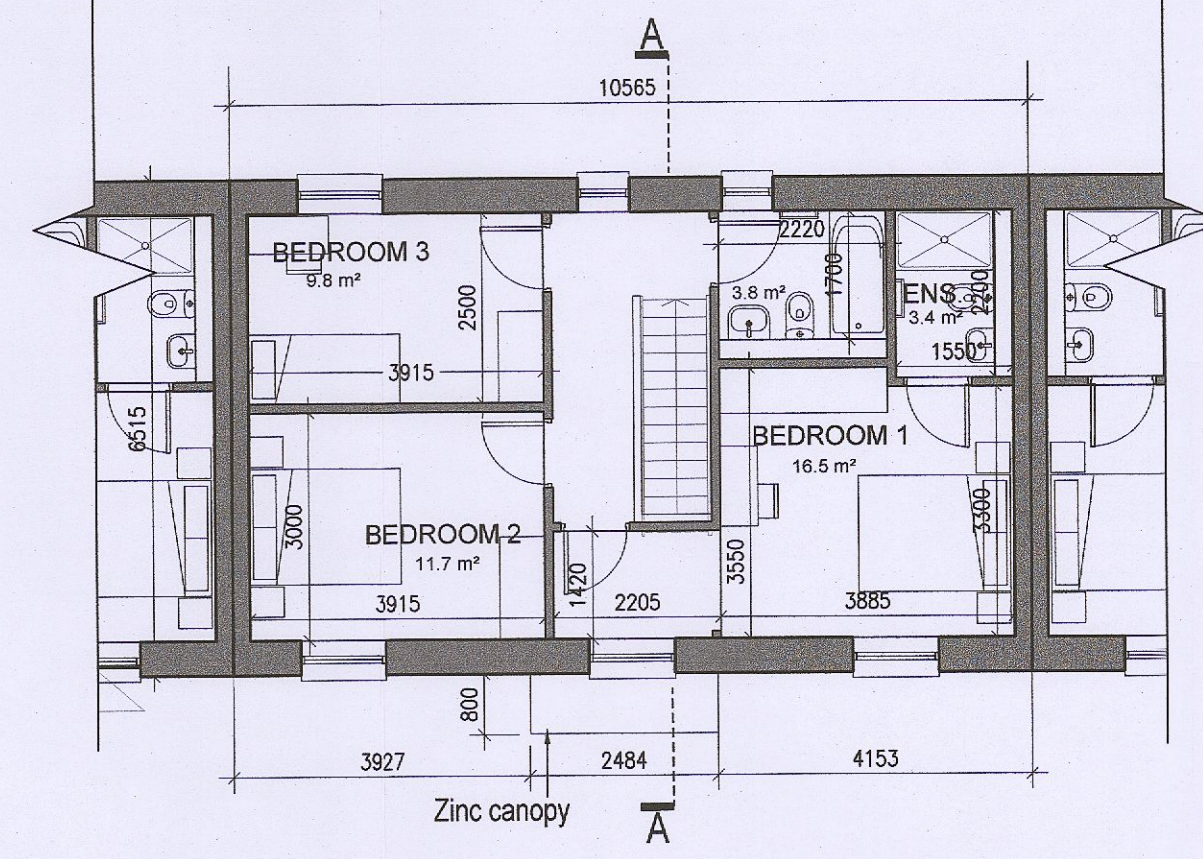 A
10565
BEDROOM 3
9.8 m²
2500
3915
2220
1700
3.8 m²
ENS.
3.4 m²
2200
1550
6515
BEDROOM 1
16.5 m²
3300
3550
3885
BEDROOM 2
11.7 m²
3000
3915
1420
2205
800
3927
2484
4153
Zinc canopy
A